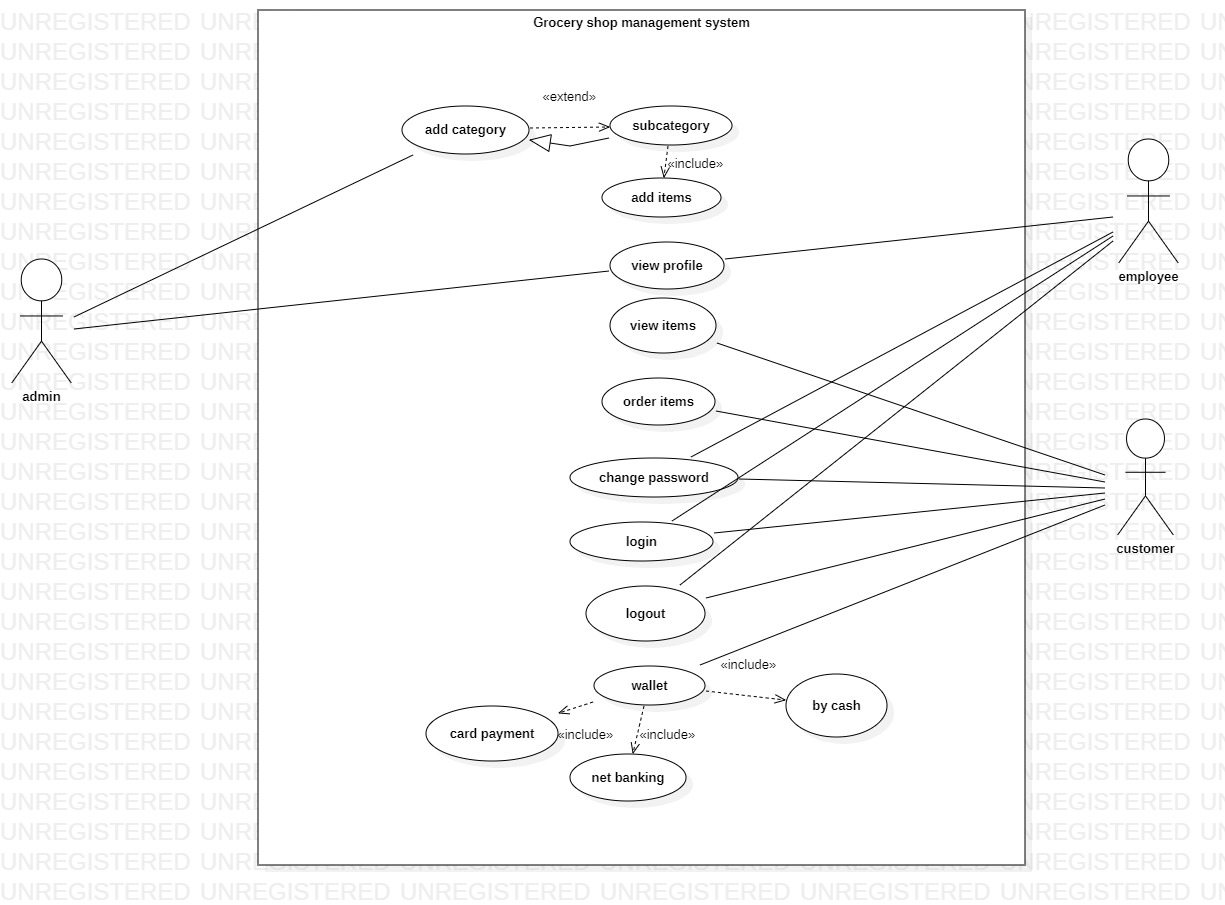 Grocery shop management system
«extend»
add category
subcategory
«include»
add items
view profile
employee
view items
admin
order items
change password
login
customer
logout
«include»
wallet
by cash
card payment
«include»
«include»
net banking
UNREGISTERED UNREGISTERED UNREGISTERED UNREGISTERED UNREGISTERED UNREGISTERED